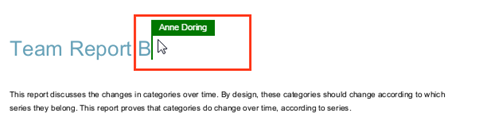 Anne Doring
Team Report B
This report discusses the changes in categories over time. By design, these categories should change according to which
series they belong. This report proves that categories do change over time, according to series.